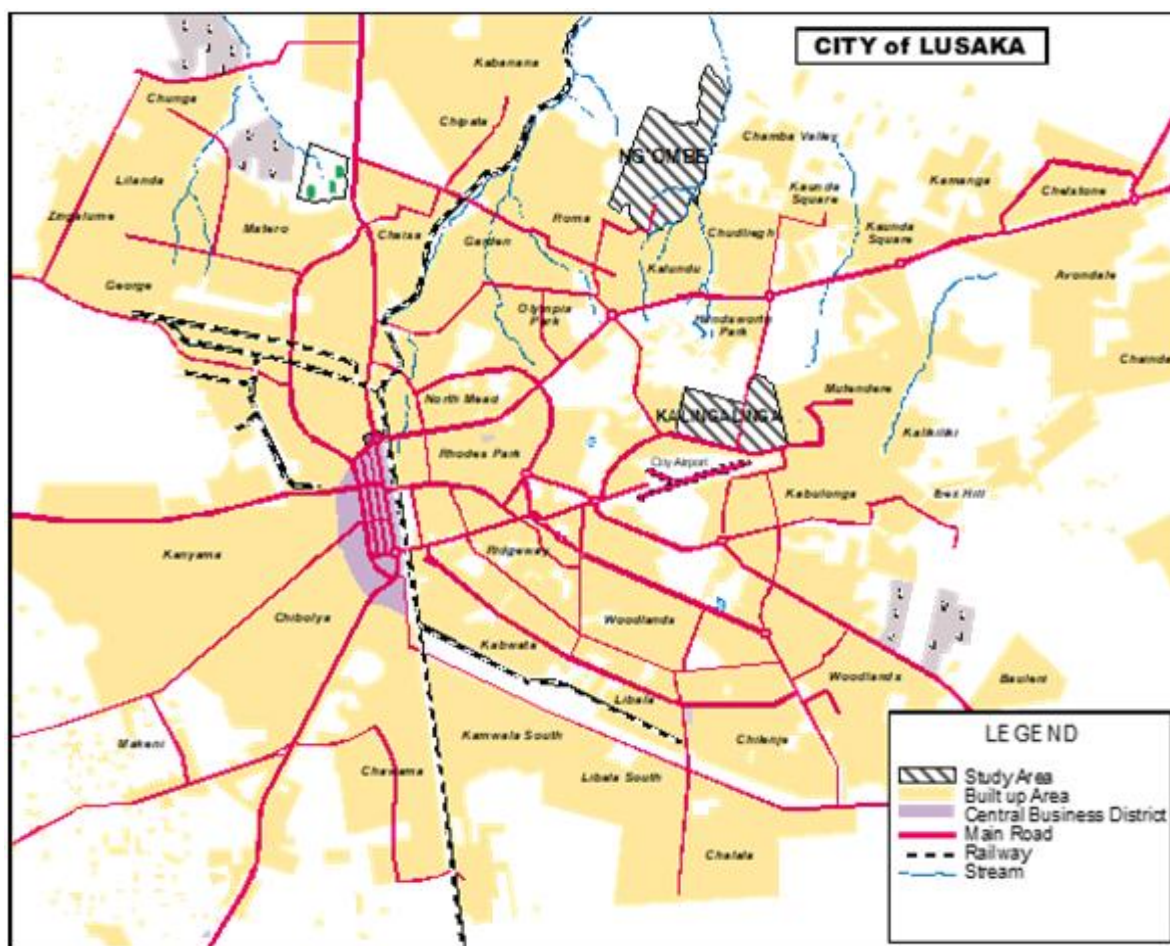 CITY of LUSAKA
Kabanana
Chunga
Chipata
Chamba Valley
NG'OMBE
Lilanda
Kaunda
Square
Kamanga
Chelstone
Zingalume
Matero
Chaisa
Garden
Roma
Chudliegh
Kaunda
Square
Kalundu
Avondale
George
Olympia
Park
Handsworth
Park
Chainda
North Mead
KALINGALINGA
Mutendere
Kalikiliki
Rhodes Park
City Airport
Kabulonga
Ibex Hill
Kanyama
Ridgeway
Chibolya
Woodlands
Kabwata
Woodlands
Bauleni
Libala
Makeni
Kamwala South
Chilenje
Chawama
Libala South
Chalala
LEGEND
Study Area
Built up Area
Central Business District
Main Road
Railway
Stream